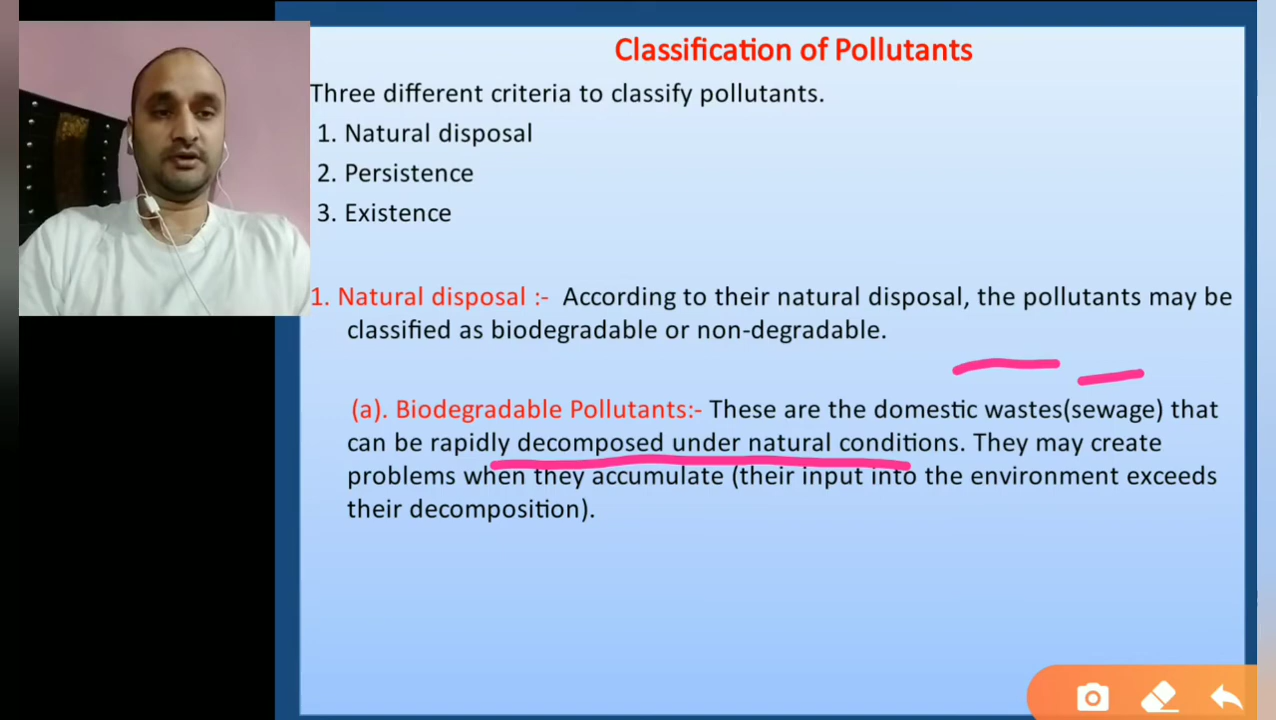 Classification of Pollutants
Three different criteria to classify pollutants.
1. Natural disposal
2. Persistence
3. Existence
1. Natural disposal :- According to their natural disposal, the pollutants may be
classified as biodegradable or non-degradable.
(a). Biodegradable Pollutants:- These are the domestic wastes(sewage) that
can be rapidly decomposed under natural conditions. They may create
problems when they accumulate (their input into the environment exceeds
their decomposition).